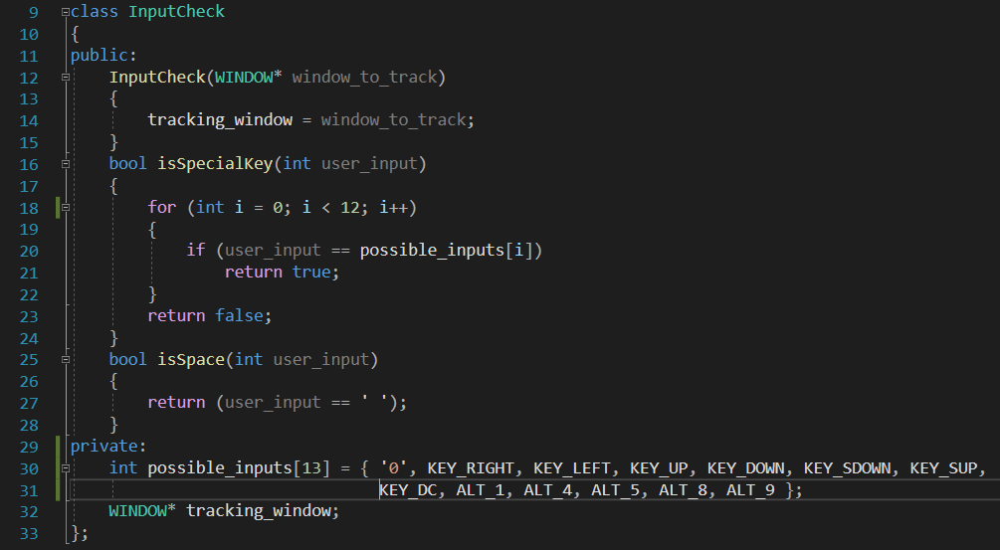 9 class InputCheck
10 {
11 public:
12     InputCheck(WINDOW* window_to_track)
13     {
14         tracking_window = window_to_track;
15     }
16     bool isSpecialKey(int user_input)
17     {
18         for (int i = 0; i < 12; i++)
19         {
20             if (user_input == possible_inputs[i])
21                 return true;
22         }
23         return false;
24     }
25     bool isSpace(int user_input)
26     {
27         return (user_input == ' ');
28     }
29 private:
30     int possible_inputs[13] = { '0', KEY_RIGHT, KEY_LEFT, KEY_UP, KEY_DOWN, KEY_SDOWN, KEY_SUP,
31                                 KEY_DC, ALT_1, ALT_4, ALT_5, ALT_8, ALT_9 };
32     WINDOW* tracking_window;
33 };